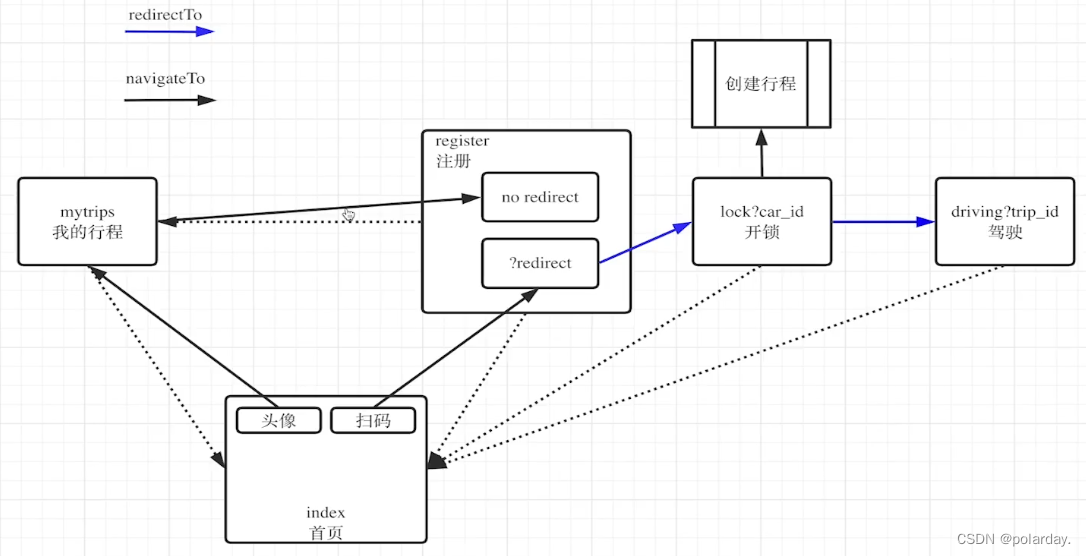 redirectTo
navigateTo
创建行程
register
注册
no redirect
?redirect
mytrips
我的行程
lock?car_id
开锁
driving?trip_id
驾驶
头像
扫码
index
首页
CSDN @polarday.